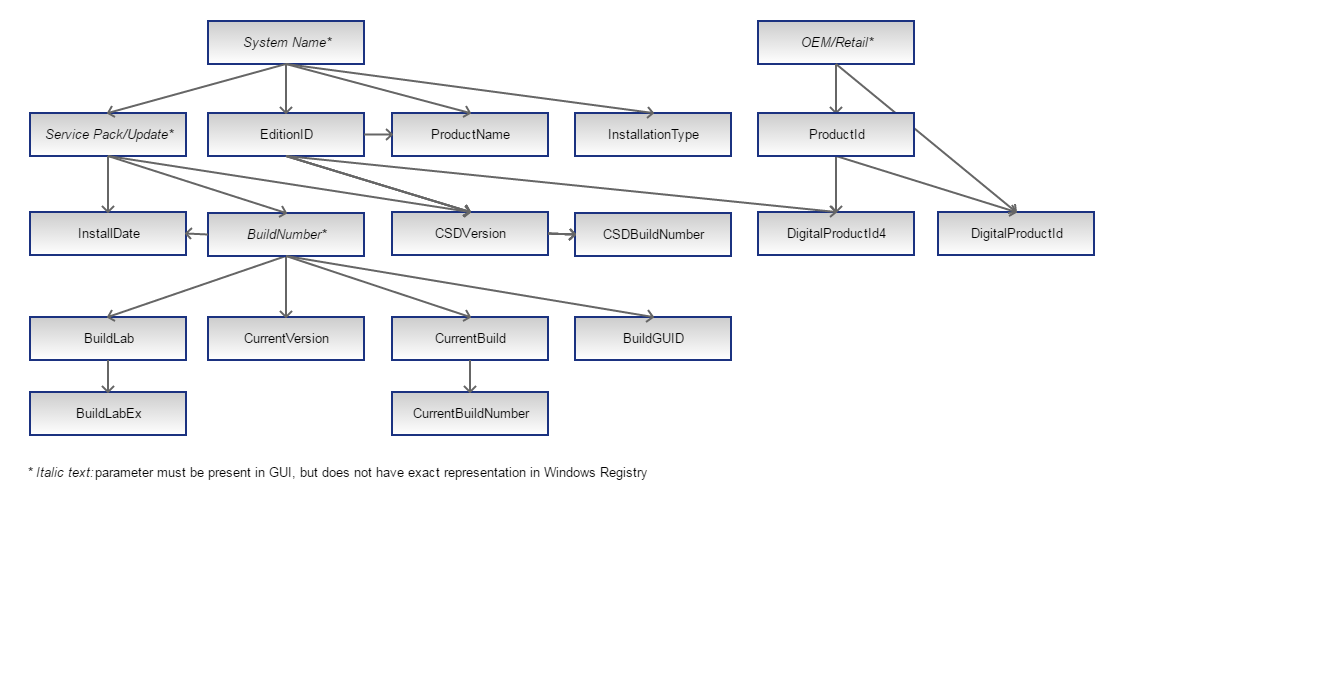 System Name*
OEM/Retail*
Service Pack/Update*
EditionID
ProductName
InstallationType
ProductId
InstallDate
BuildNumber*
CSDVersion
CSDBuildNumber
DigitalProductId4
DigitalProductId
BuildLab
CurrentVersion
CurrentBuild
BuildGUID
BuildLabEx
CurrentBuildNumber
* Italic text: parameter must be present in GUI, but does not have exact representation in Windows Registry